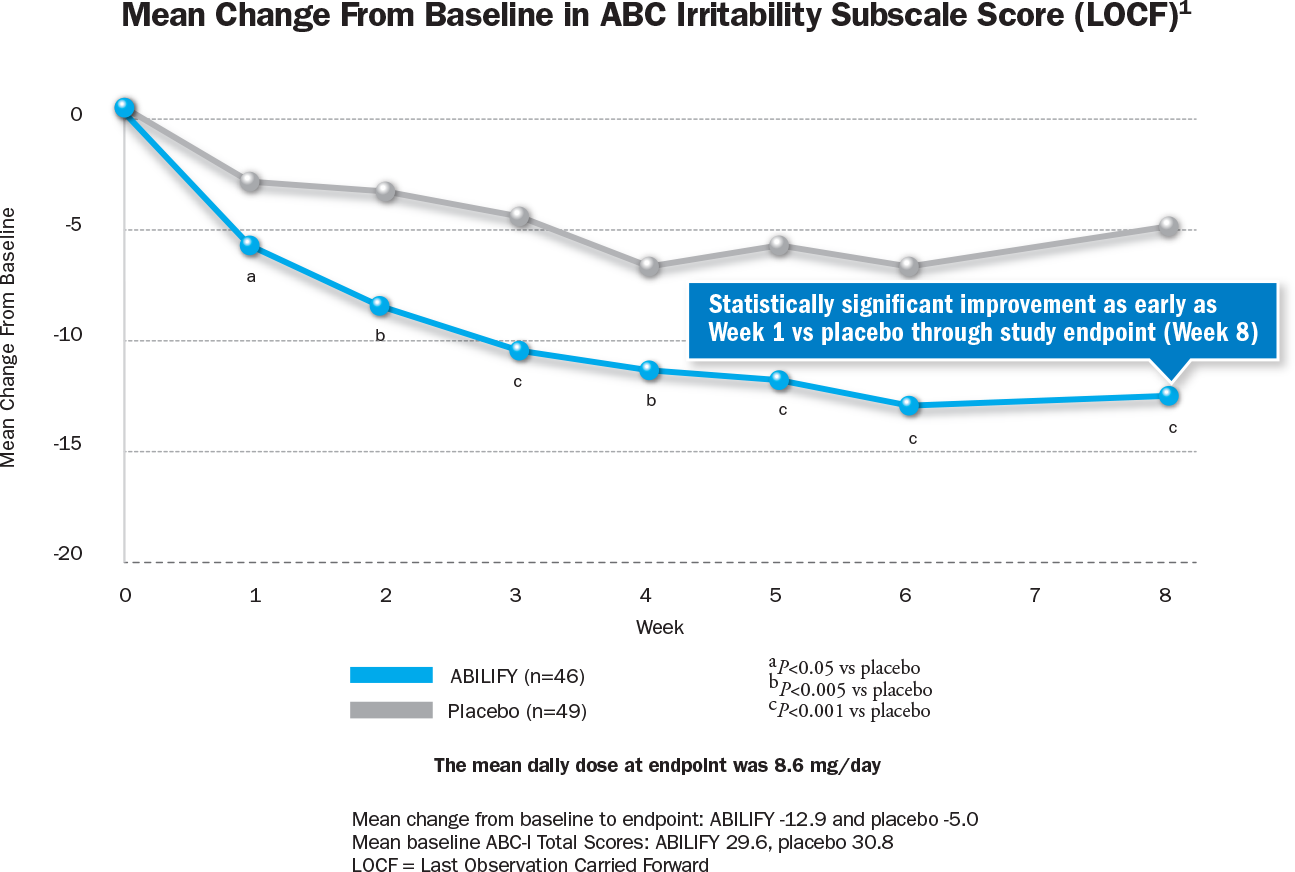 Mean Change From Baseline in ABC Irritability Subscale Score (LOCF)¹
Mean Change From Baseline
0
-5
-10
-15
-20
a
b
c
b
c
c
c
Statistically significant improvement as early as
Week 1 vs placebo through study endpoint (Week 8)
0 1 2 3 4 5 6 7 8
Week
ABILIFY (n=46)
Placebo (n=49)
ᵃP<0.05 vs placebo
ᵇP<0.005 vs placebo
ᶜP<0.001 vs placebo
The mean daily dose at endpoint was 8.6 mg/day
Mean change from baseline to endpoint: ABILIFY -12.9 and placebo -5.0
Mean baseline ABC-I Total Scores: ABILIFY 29.6, placebo 30.8
LOCF = Last Observation Carried Forward